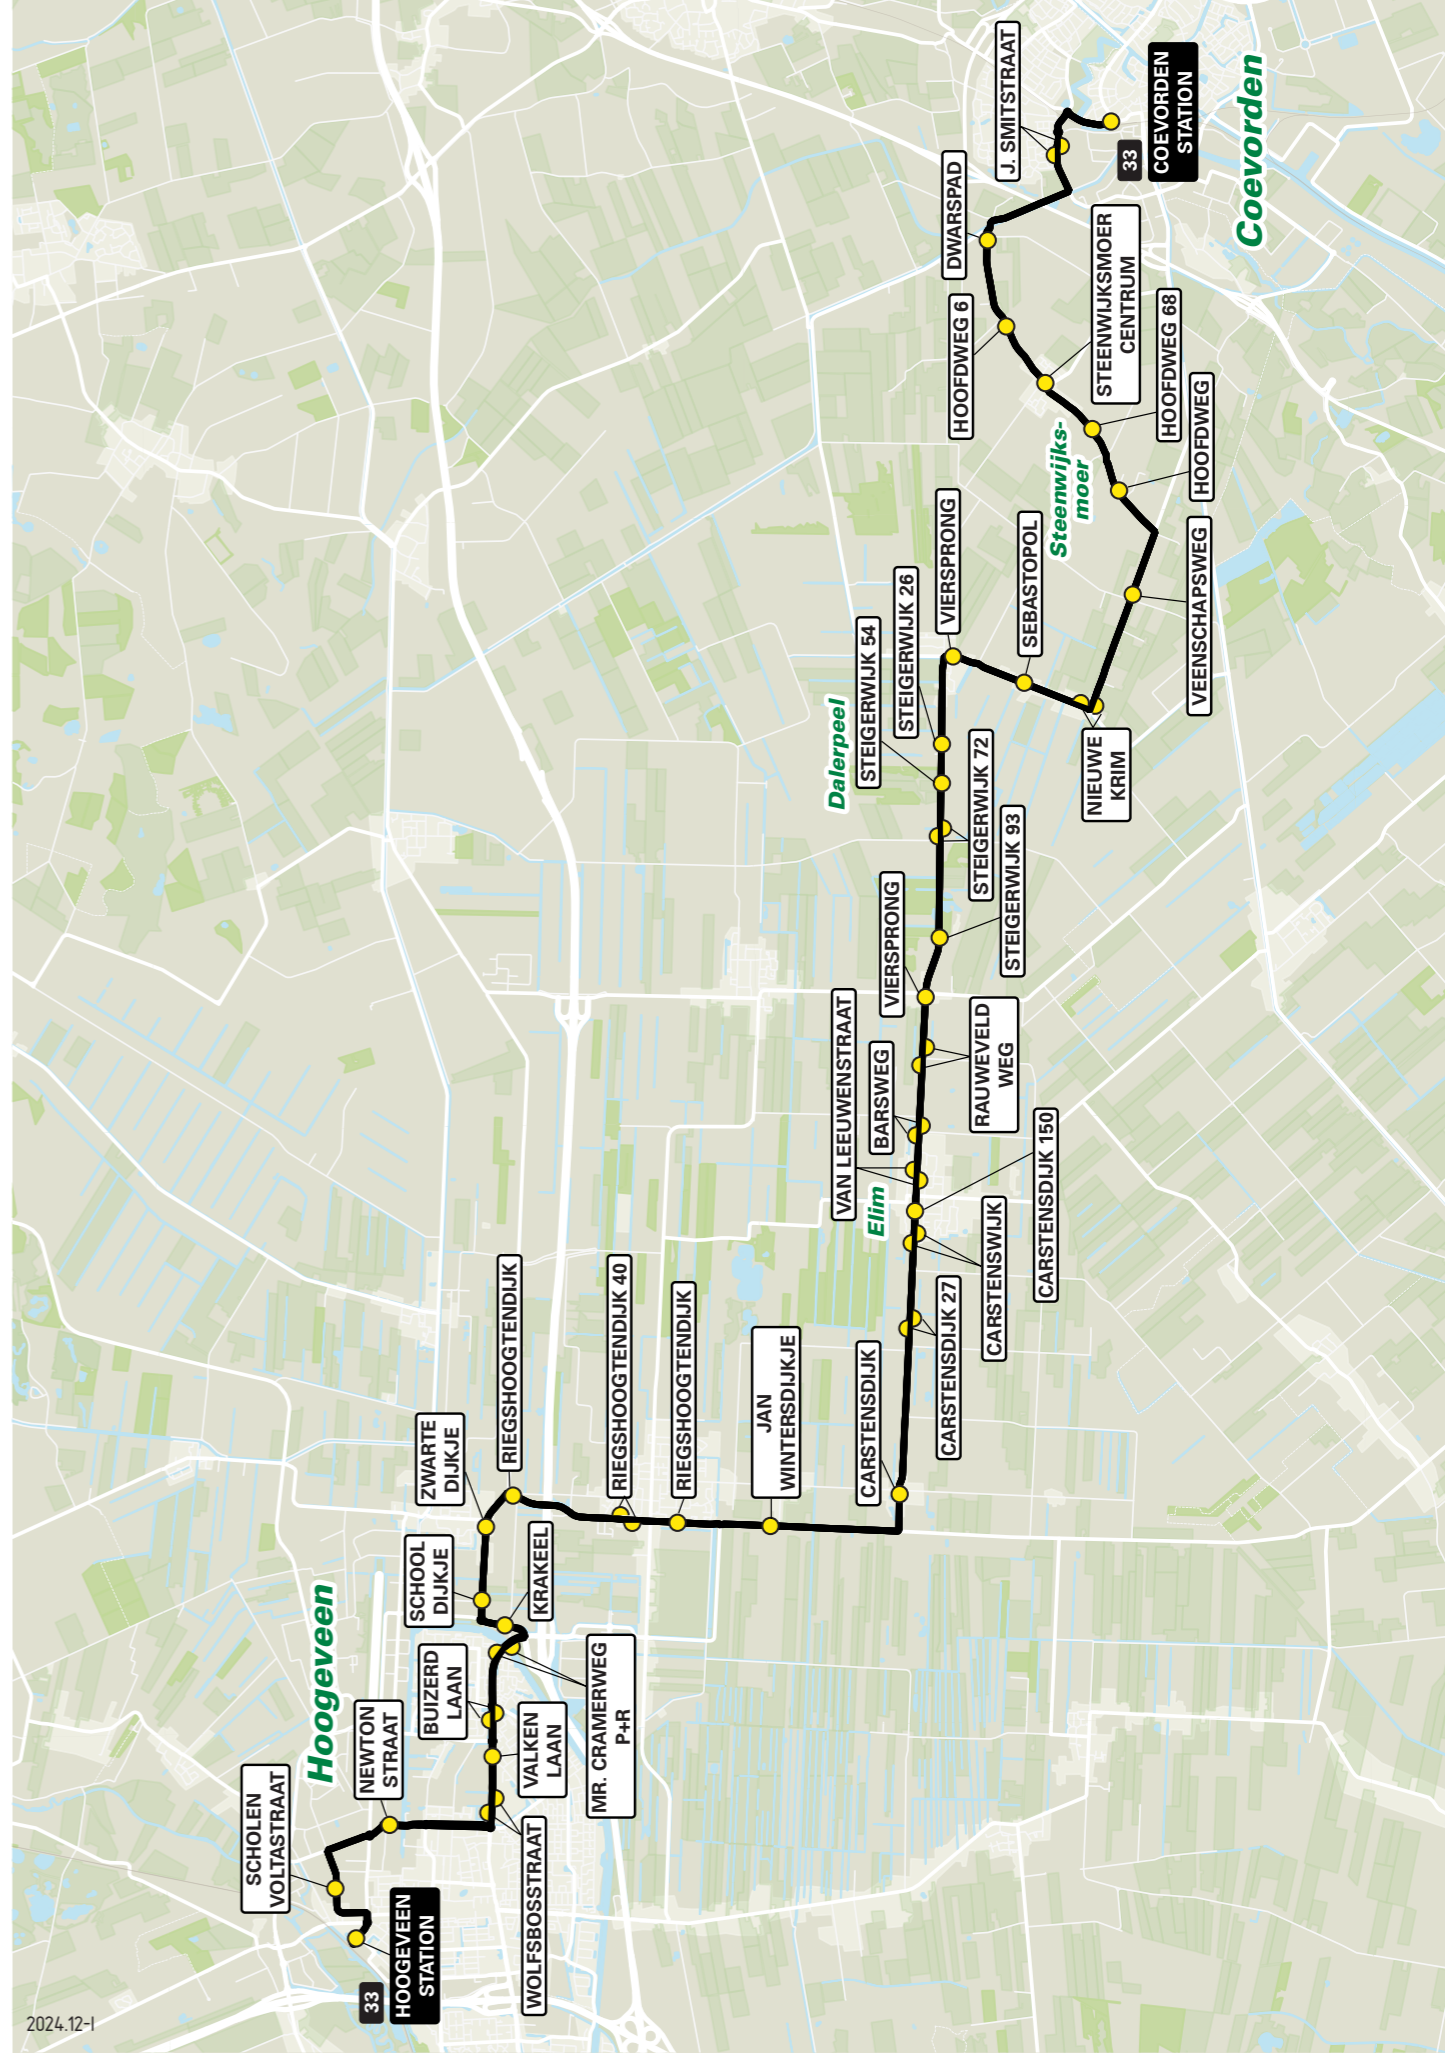 33
HOOGEVEEN
STATION
SCHOLEN
VOLTASTRAAT
NEWTON
STRAAT
Hoogeveen
WOLFSBOSSTRAAT
VALKEN
LAAN
BUIZERD
LAAN
MR. CRAMERWEG
P+R
KRAKEEL
SCHOOL
DIJKJE
ZWARTE
DIJKJE
RIEGSHOOGTENDIJK
RIEGSHOOGTENDIJK 40
RIEGSHOOGTENDIJK
JAN
WINTERSDIJKJE
CARSTENSDIJK
CARSTENSDIJK 27
CARSTENSWIJK
CARSTENSDIJK 150
Elim
VAN LEEUWENSTRAAT
BARSWEG
RAUWEVELD
WEG
VIERSPRONG
STEIGERWIJK 93
STEIGERWIJK 72
Dalerpeel
STEIGERWIJK 54
STEIGERWIJK 26
VIERSPRONG
SEBASTOPOL
NIEUWE
KRIM
VEENSCHAPSWEG
HOOFDWEG
HOOFDWEG 68
Steenwijks-
moer
STEENWIJKSMOER
CENTRUM
HOOFDWEG 6
DWARSPAD
J. SMITSTRAAT
33
COEVORDEN
STATION
Coevorden
2024.12-I